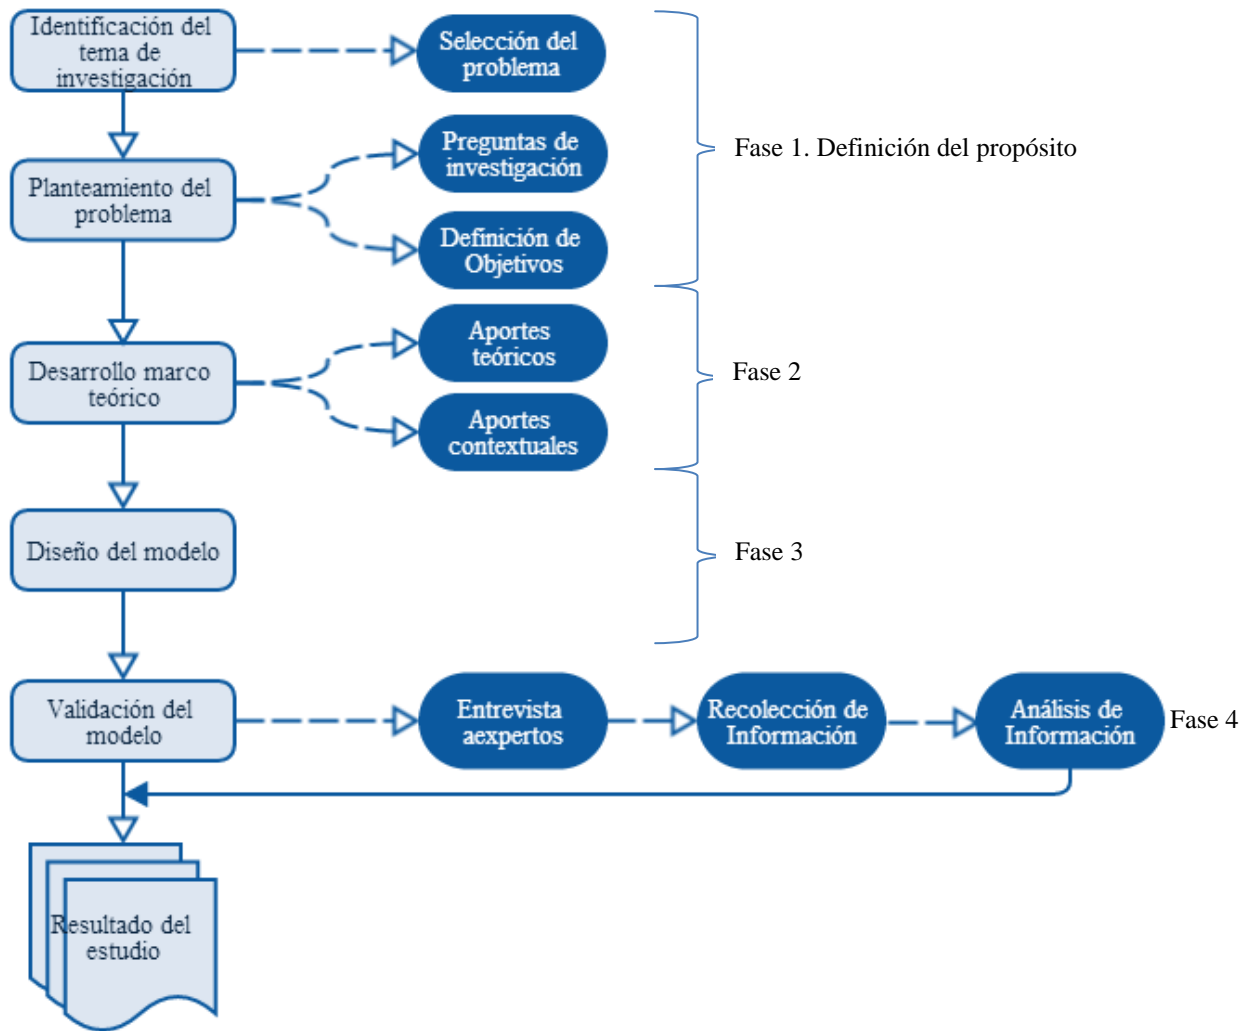 Identificación del
tema de
investigación
Selección del
problema
Preguntas de
investigación
Fase 1. Definición del propósito
Planteamiento del
problema
Definición de
Objetivos
Aportes
teóricos
Fase 2
Desarrollo marco
teórico
Aportes
contextuales
Diseño del modelo
Fase 3
Validación del
modelo
Entrevista
aexpertos
Recolección de
Información
Análisis de
Información
Fase 4
Resultado del
estudio